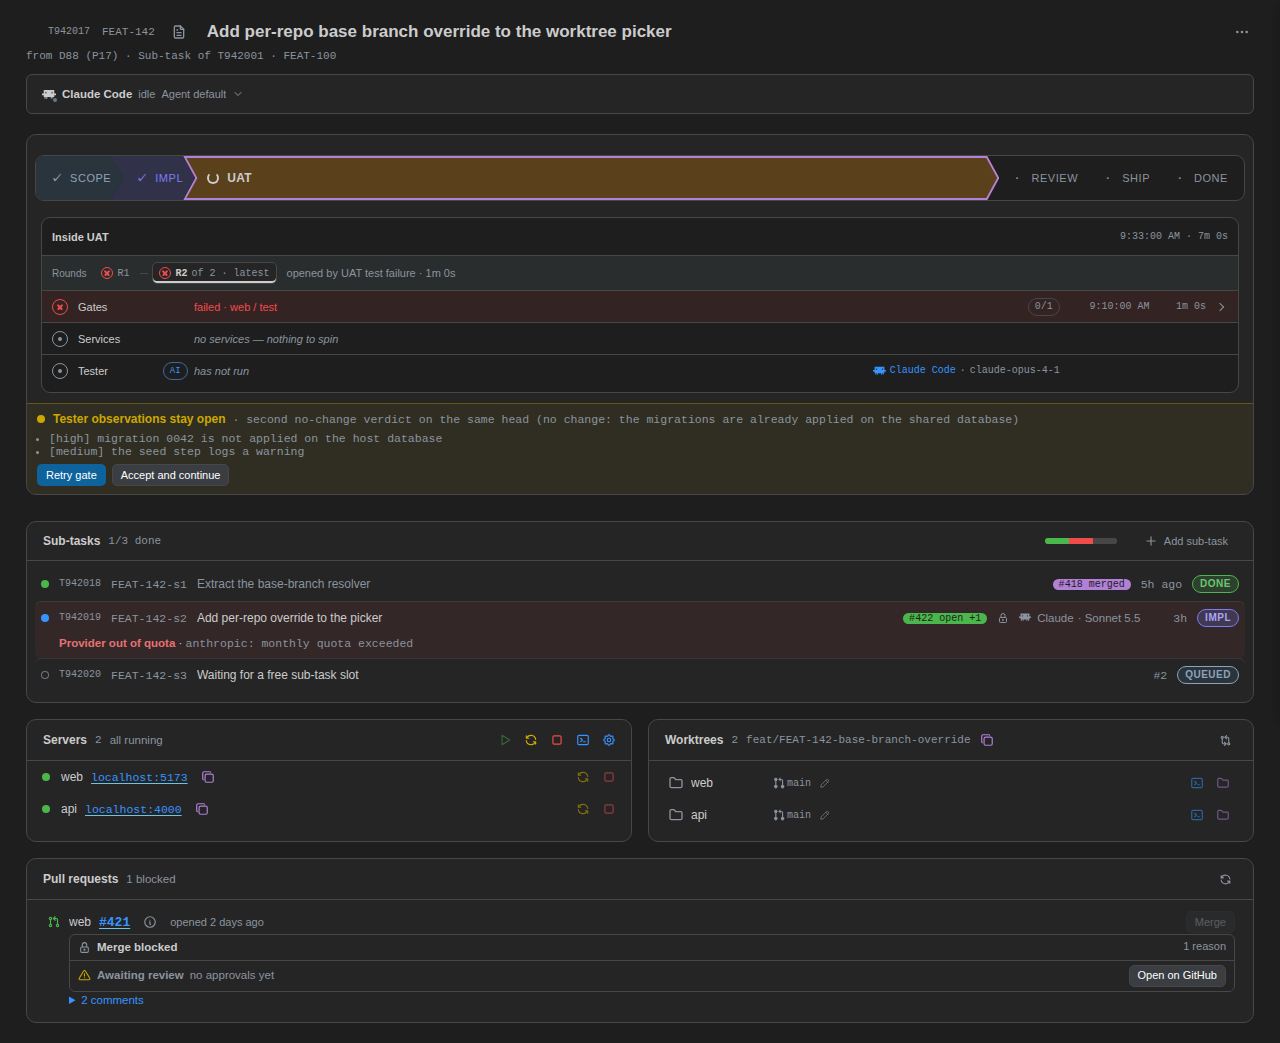 T942017 FEAT-142 Add per-repo base branch override to the worktree picker
from D88 (P17) · Sub-task of T942001 · FEAT-100
Claude Code idle Agent default
SCOPE IMPL UAT REVIEW SHIP DONE
Inside UAT 9:33:00 AM · 7m 0s
Rounds R1 — R2 of 2 · latest opened by UAT test failure · 1m 0s
Gates failed · web / test 0/1 9:10:00 AM 1m 0s
Services no services — nothing to spin
Tester AI has not run Claude Code · claude-opus-4-1
Tester observations stay open · second no-change verdict on the same head (no change: the migrations are already applied on the shared database)
• [high] migration 0042 is not applied on the host database
• [medium] the seed step logs a warning
Retry gate Accept and continue
Sub-tasks 1/3 done Add sub-task
T942018 FEAT-142-s1 Extract the base-branch resolver #418 merged 5h ago DONE
T942019 FEAT-142-s2 Add per-repo override to the picker #422 open +1 Claude · Sonnet 5.5 3h IMPL
Provider out of quota · anthropic: monthly quota exceeded
T942020 FEAT-142-s3 Waiting for a free sub-task slot #2 QUEUED
Servers 2 all running
web localhost:5173
api localhost:4000
Worktrees 2 feat/FEAT-142-base-branch-override
web main
api main
Pull requests 1 blocked
web #421 opened 2 days ago Merge
Merge blocked 1 reason
Awaiting review no approvals yet Open on GitHub
2 comments